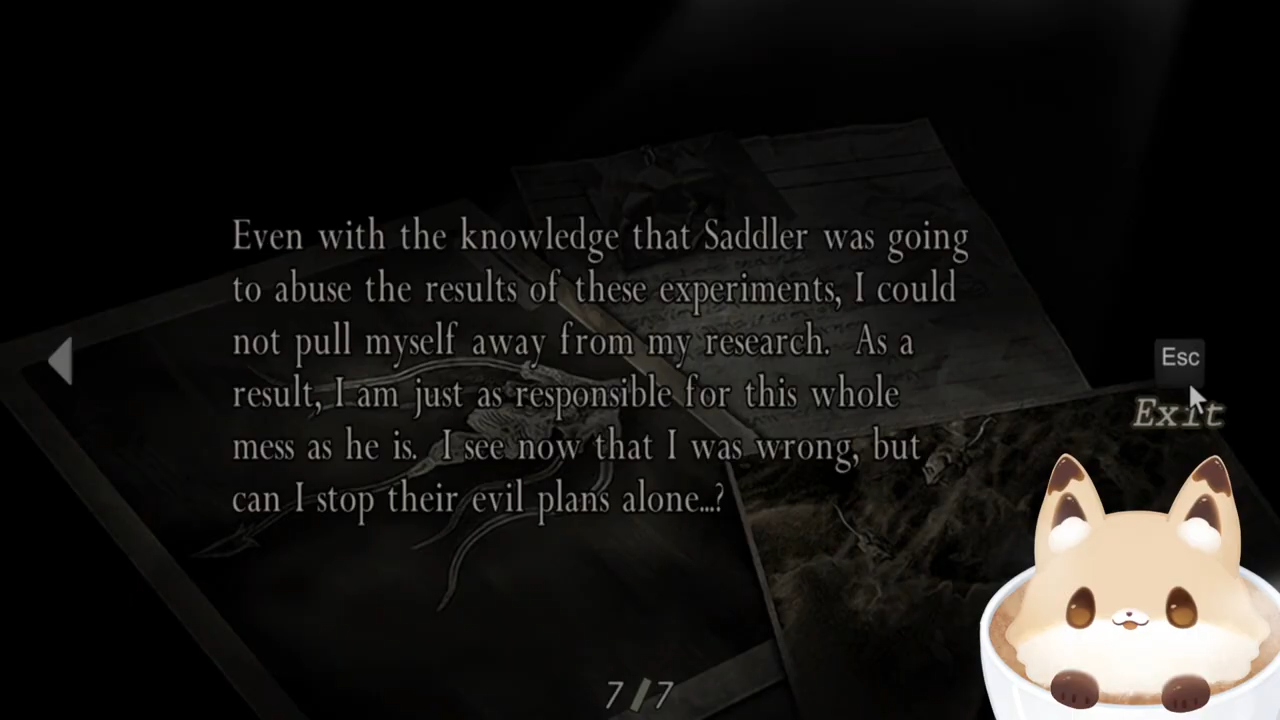 Even with the knowledge that Saddler was going
to abuse the results of these experiments, I could
not pull myself away from my research. As a
result, I am just as responsible for this whole
mess as he is. I see now that I was wrong, but
can I stop their evil plans alone...?
Esc
Exit
7/7